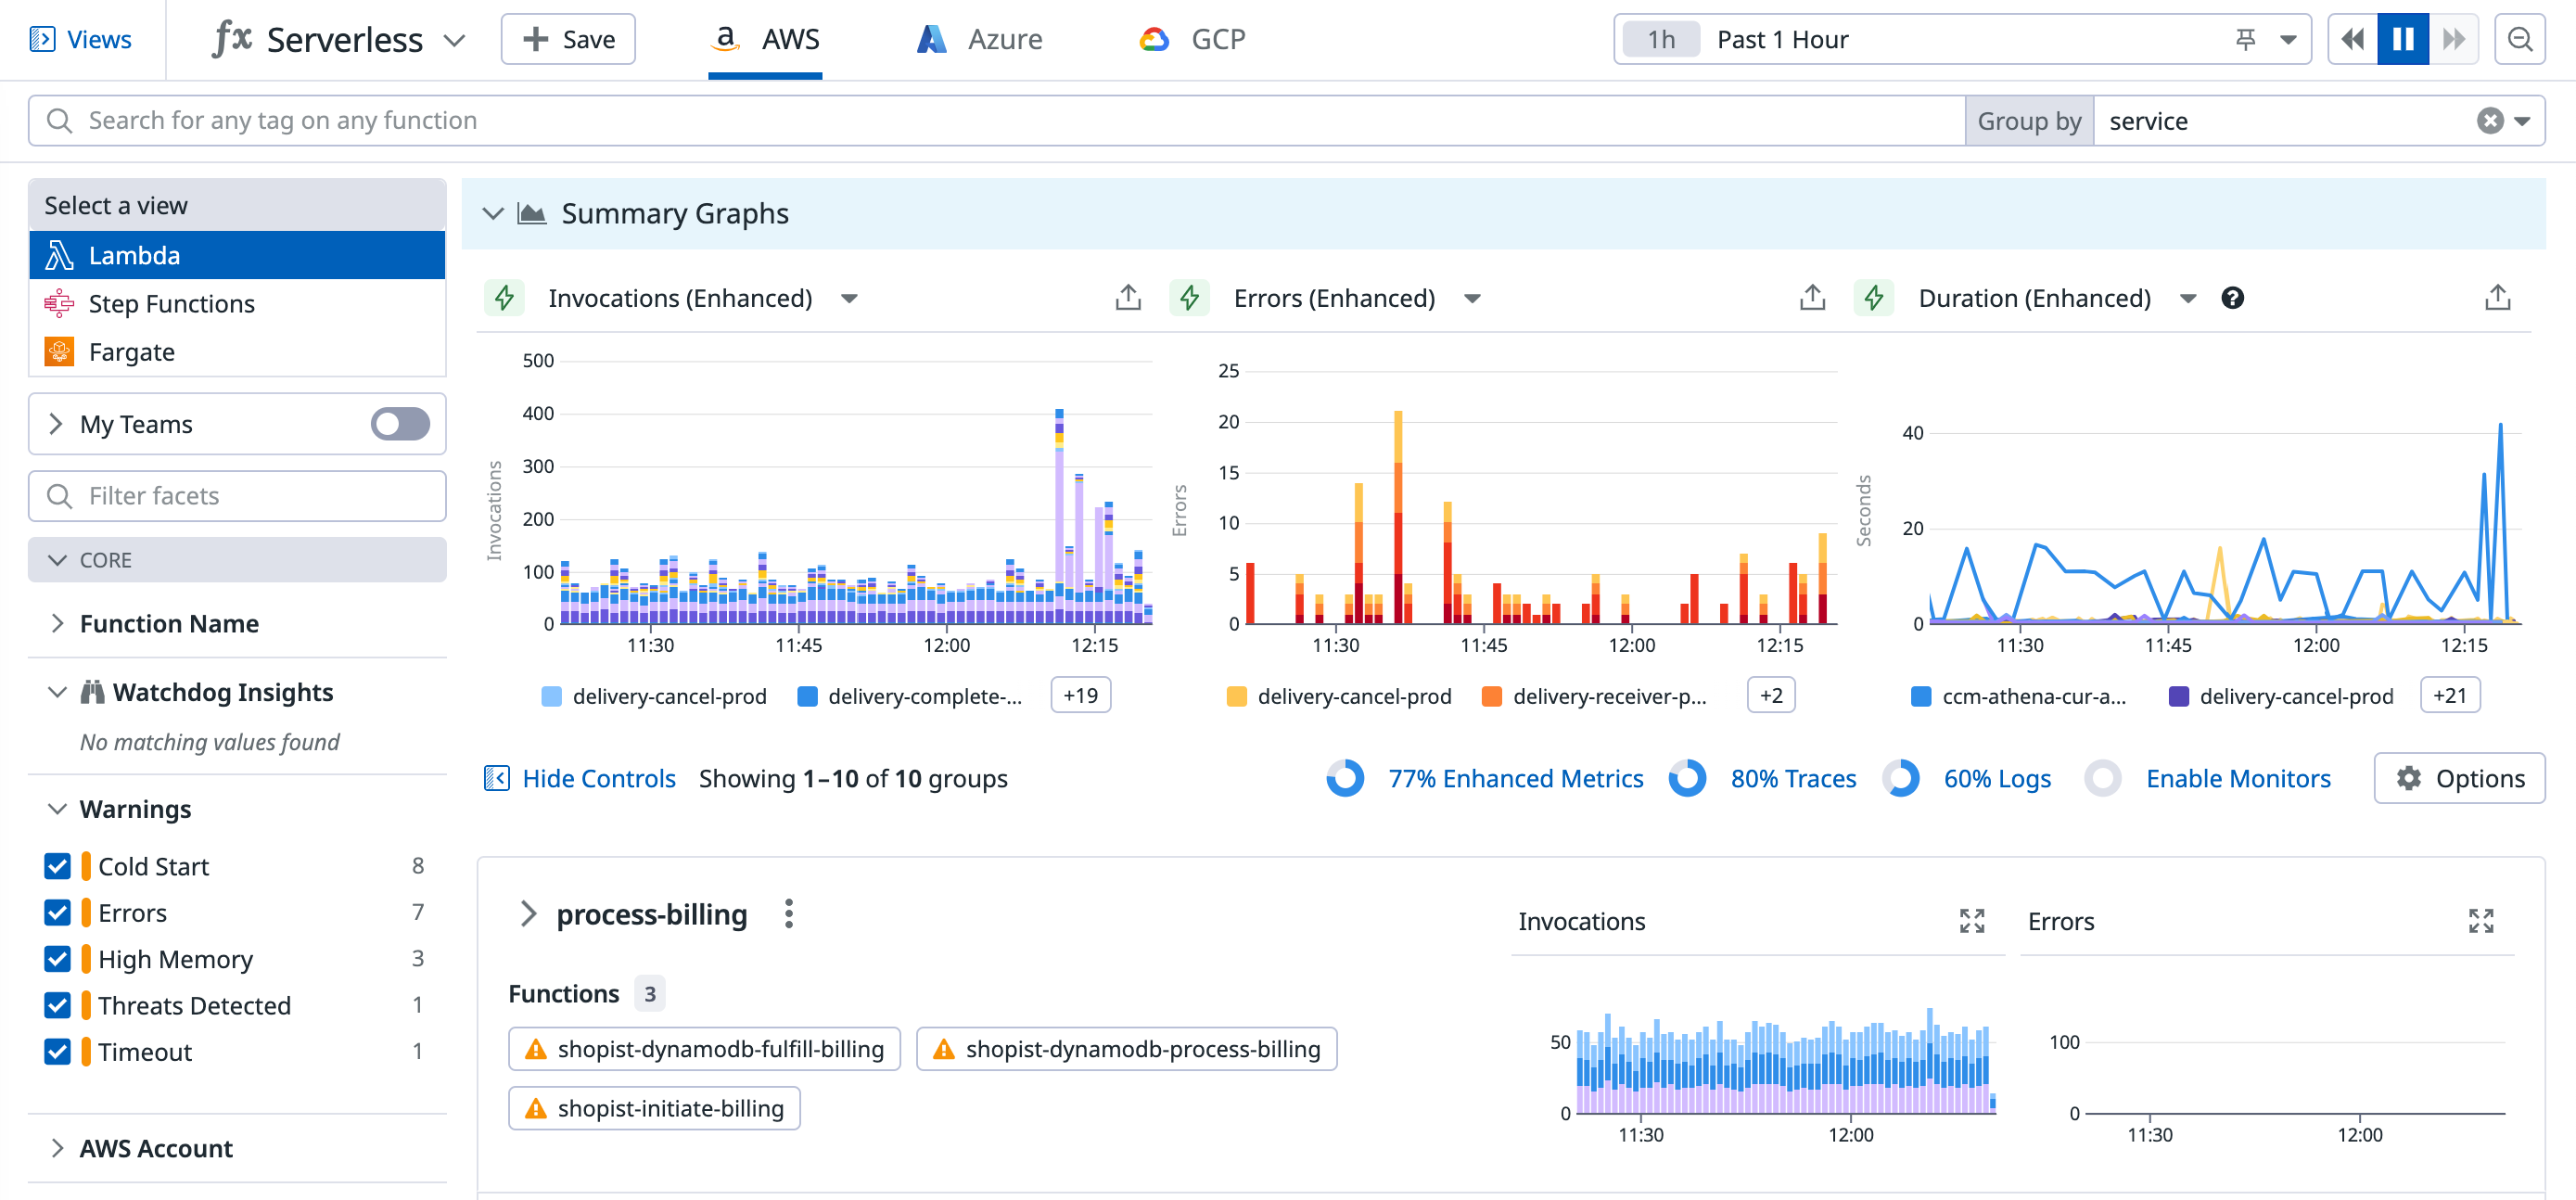 Views
fx Serverless
Save
AWS
Azure
GCP
1h Past 1 Hour
Search for any tag on any function
Group by service
Select a view
Lambda
Step Functions
Fargate
My Teams
Filter facets
CORE
Function Name
Watchdog Insights
No matching values found
Warnings
Cold Start 8
Errors 7
High Memory 3
Threats Detected 1
Timeout 1
AWS Account
Summary Graphs
Invocations (Enhanced)
Invocations
500
400
300
200
100
0
11:30 11:45 12:00 12:15
delivery-cancel-prod delivery-complete-... +19
Errors (Enhanced)
Errors
25
20
15
10
5
0
11:30 11:45 12:00 12:15
delivery-cancel-prod delivery-receiver-p... +2
Duration (Enhanced) ?
Seconds
40
20
0
11:30 11:45 12:00 12:15
ccm-athena-cur-a... delivery-cancel-prod +21
Hide Controls Showing 1–10 of 10 groups
77% Enhanced Metrics 80% Traces 60% Logs Enable Monitors
Options
process-billing
Functions 3
shopist-dynamodb-fulfill-billing shopist-dynamodb-process-billing
shopist-initiate-billing
Invocations
50
0
11:30 12:00
Errors
100
0
11:30 12:00